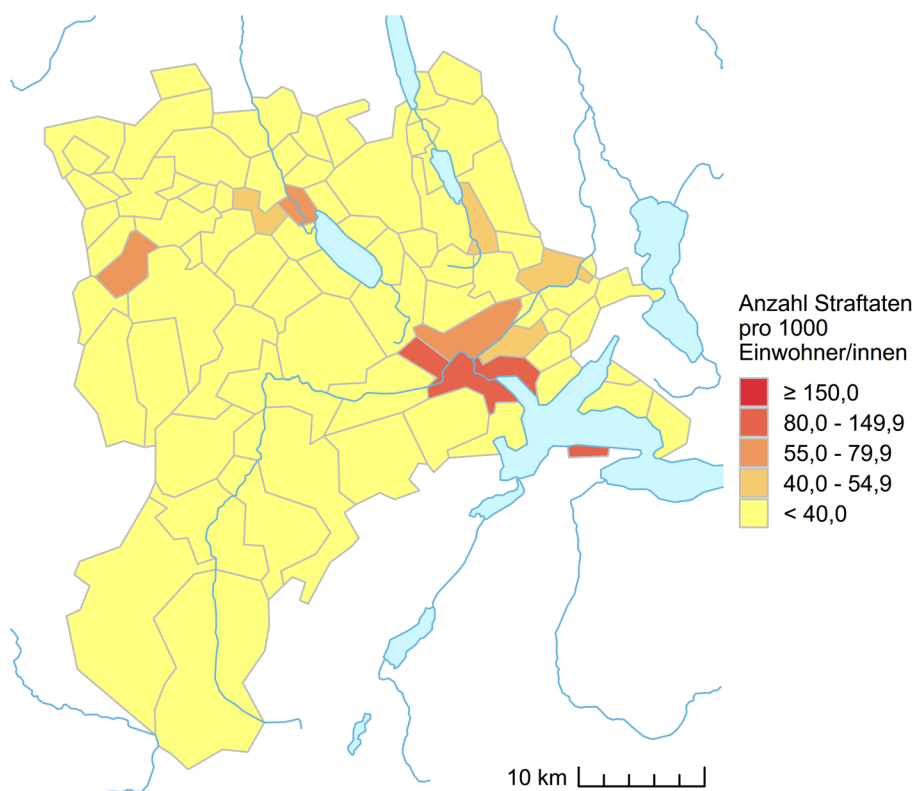 Anzahl Straftaten
pro 1000
Einwohner/innen
≥ 150,0
80,0 - 149,9
55,0 - 79,9
40,0 - 54,9
< 40,0
10 km